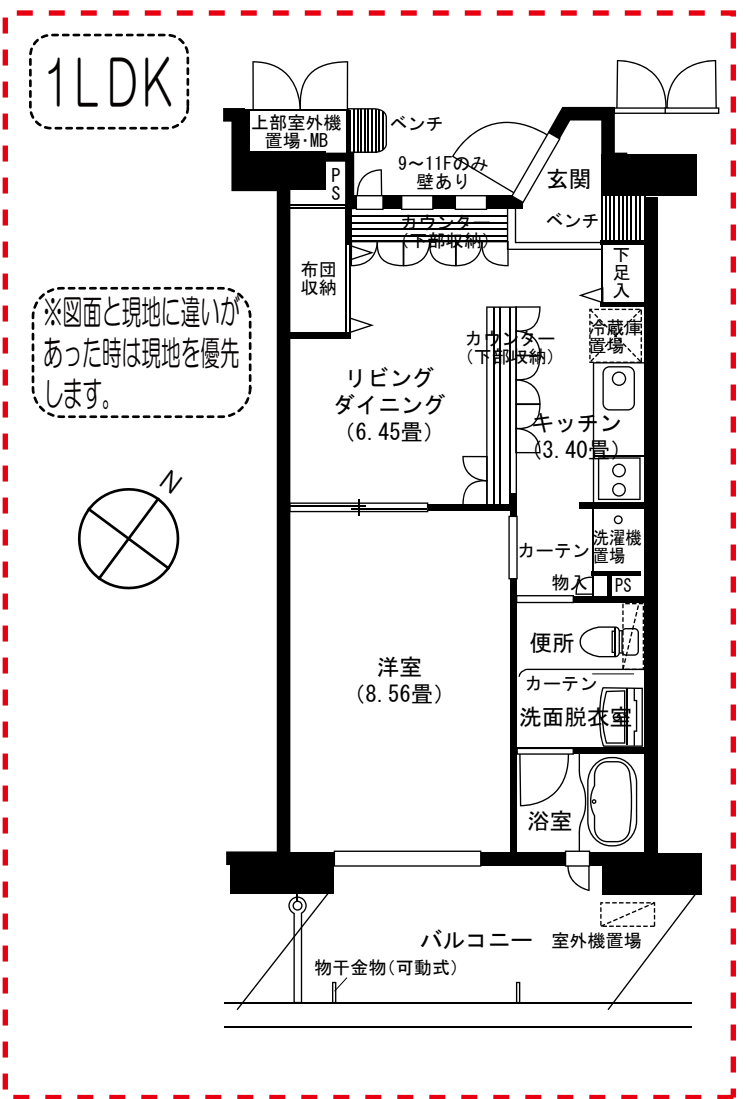 1LDK
上部室外機
置場・MB
ベンチ
9～11Fのみ
壁あり
玄関
PS
ベンチ
カウンター
(下部収納)
布団
収納
下足入
※図面と現地に違いが
あった時は現地を優先
します。
冷蔵庫
置場
カウンター
(下部収納)
リビング
ダイニング
(6.45畳)
キッチン
(3.40畳)
N
カーテン
洗濯機
置場
物入
PS
便所
洋室
(8.56畳)
カーテン
洗面脱衣室
浴室
バルコニー
室外機置場
物干金物(可動式)